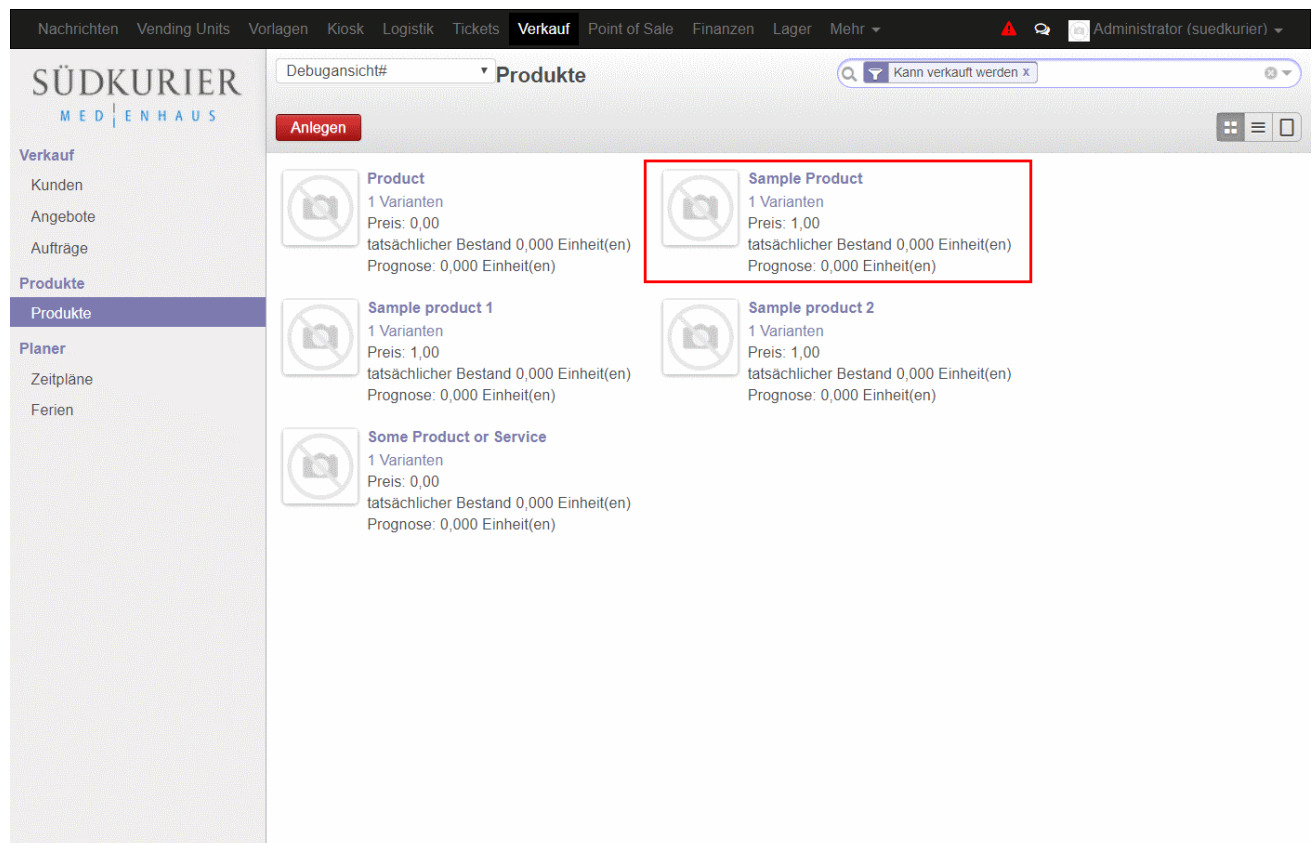 Nachrichten Vending Units Vorlagen Kiosk Logistik Tickets Verkauf Point of Sale Finanzen Lager Mehr Administrator (suedkurier)
SÜDKURIER
MEDIENHAUS
Verkauf
Kunden
Angebote
Aufträge
Produkte
Produkte
Planer
Zeitpläne
Ferien
Debugansicht# Produkte
Kann verkauft werden x
Anlegen
Product
1 Varianten
Preis: 0,00
tatsächlicher Bestand 0,000 Einheit(en)
Prognose: 0,000 Einheit(en)
Sample Product
1 Varianten
Preis: 1,00
tatsächlicher Bestand 0,000 Einheit(en)
Prognose: 0,000 Einheit(en)
Sample product 1
1 Varianten
Preis: 1,00
tatsächlicher Bestand 0,000 Einheit(en)
Prognose: 0,000 Einheit(en)
Sample product 2
1 Varianten
Preis: 1,00
tatsächlicher Bestand 0,000 Einheit(en)
Prognose: 0,000 Einheit(en)
Some Product or Service
1 Varianten
Preis: 0,00
tatsächlicher Bestand 0,000 Einheit(en)
Prognose: 0,000 Einheit(en)